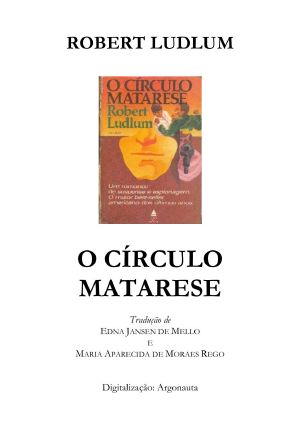 ROBERT LUDLUM
O CÍRCULO
MATARESE
Robert
Ludlum
Um romance
de suspense e espionagem.
O maior best-seller
americano dos últimos anos.
O CÍRCULO
MATARESE
Tradução de
EDNA JANSEN DE MELLO
E
MARIA APARECIDA DE MORAES REGO
Digitalização: Argonauta